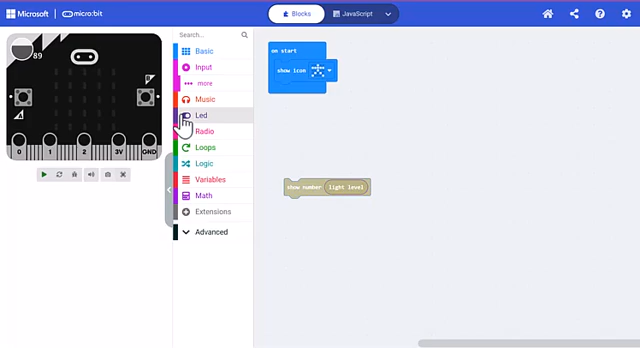 Microsoft
micro:bit
Blocks
JavaScript
89
B
A
0 1 2 3V GND
Search...
Basic
Input
more
Music
Led
Radio
Loops
Logic
Variables
Math
Extensions
Advanced
on start
show icon
show number light level